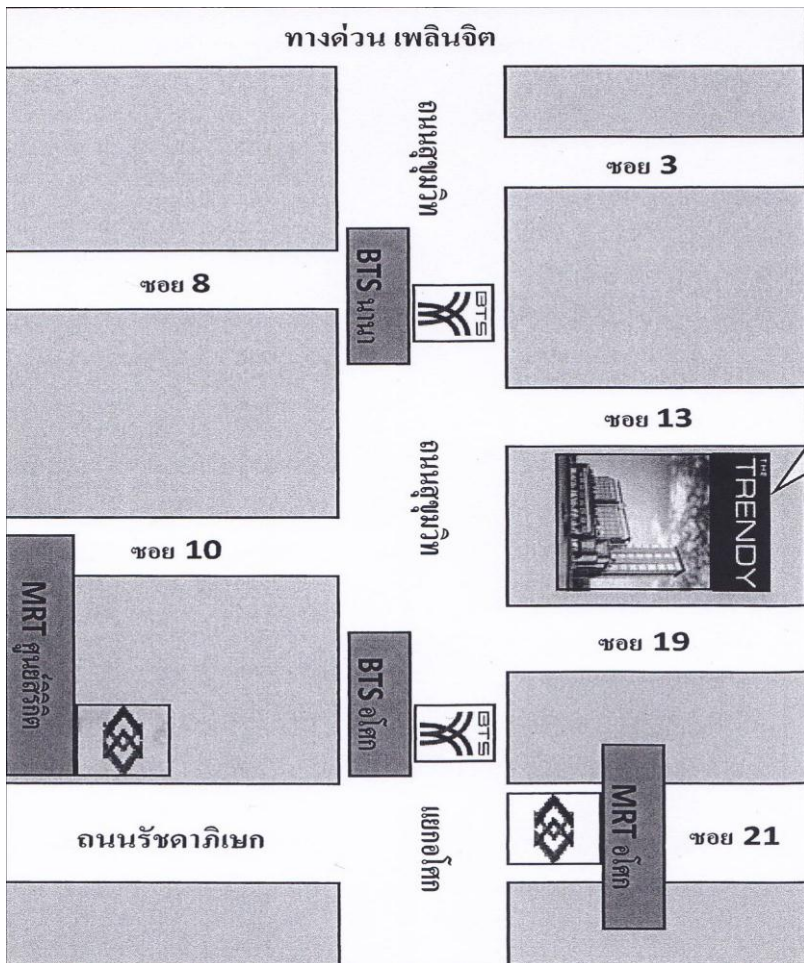 ทางด่วน เพลินจิต
ถนนสุขุมวิท
ซอย 3
BTS นานา
BTS
ซอย 8
ซอย 13
ถนนสุขุมวิท
THE
TRENDY
ซอย 10
ซอย 19
MRT ศูนย์สิริกิติ์
BTS อโศก
BTS
MRT อโศก
ซอย 21
ถนนรัชดาภิเษก
แยกอโศก